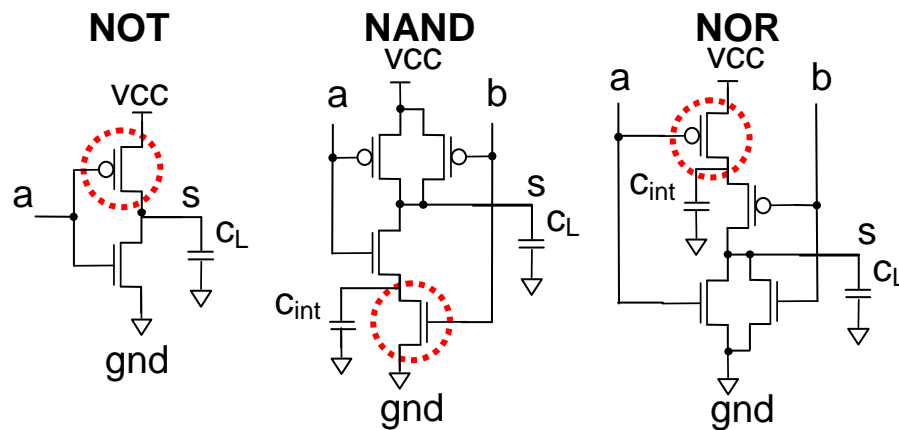 NOT
NAND
NOR
vcc
a
s
cL
gnd
vcc
a
b
s
cL
cint
gnd
vcc
a
b
cint
s
cL
gnd